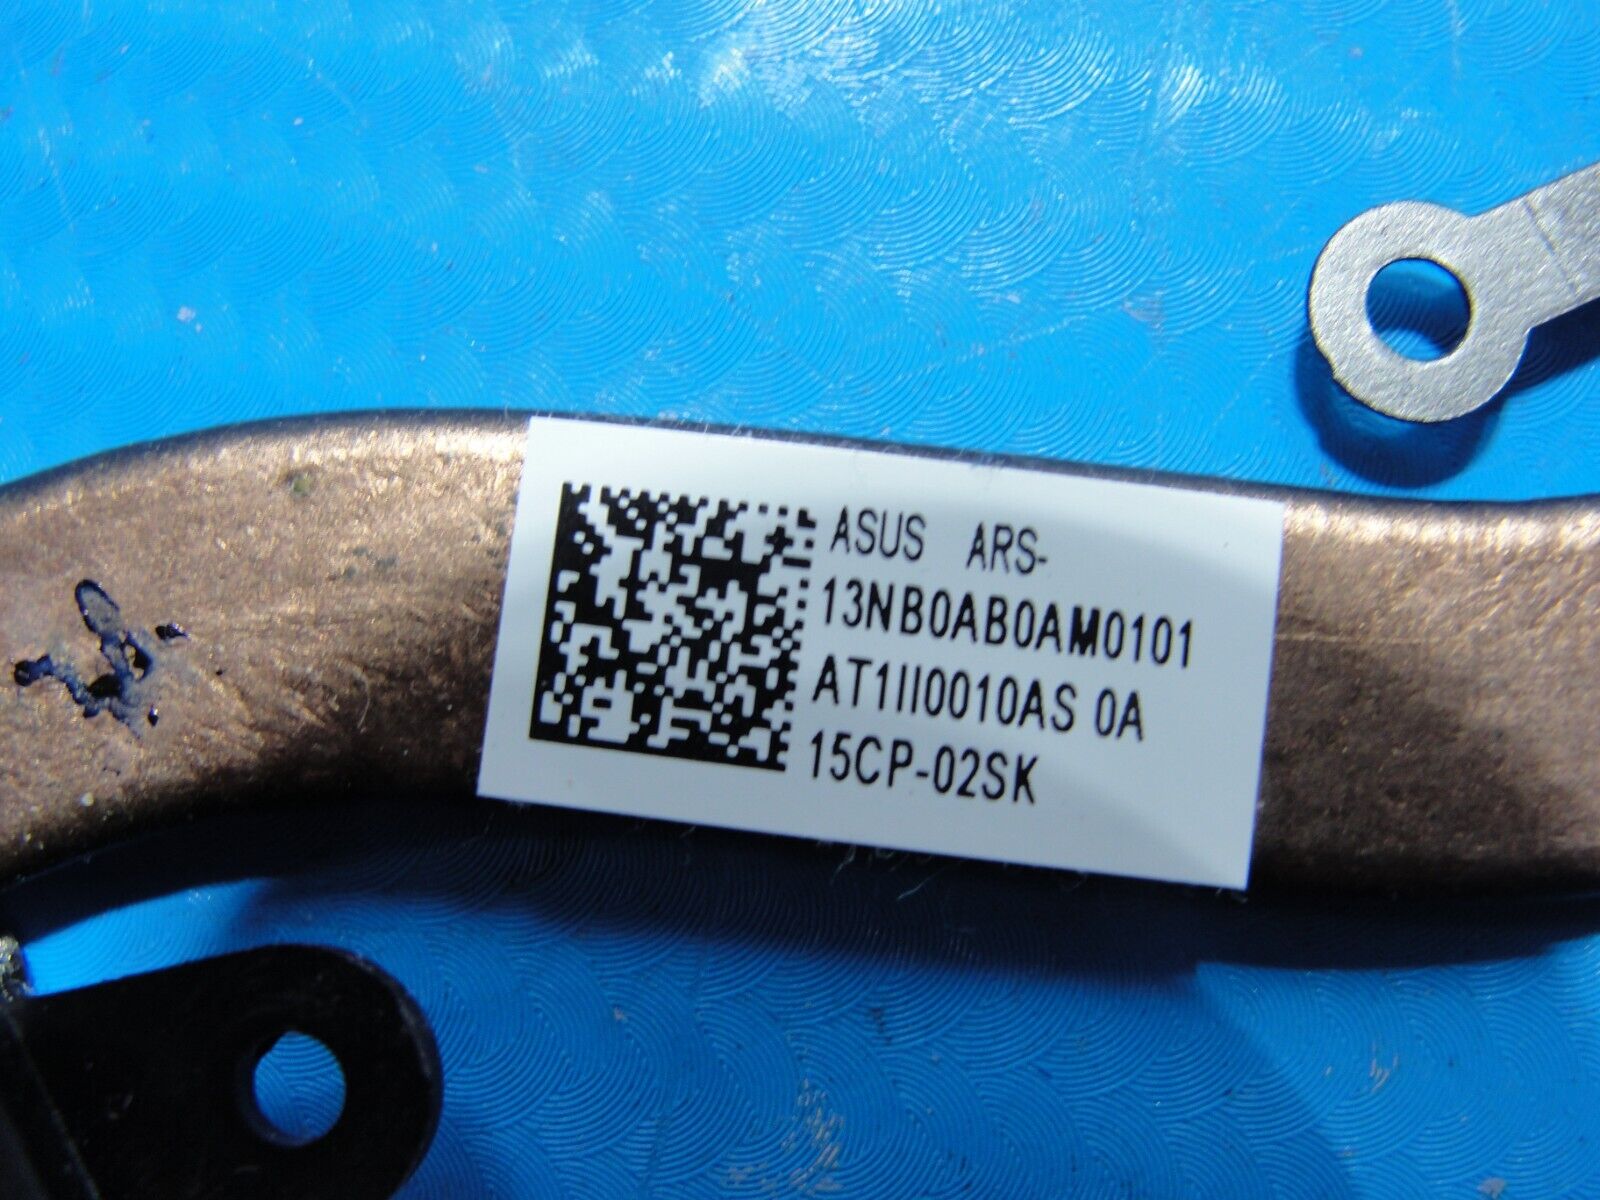 ASUS ARS-
13NB0AB0AM0101
AT1II0010AS 0A
15CP-02SK